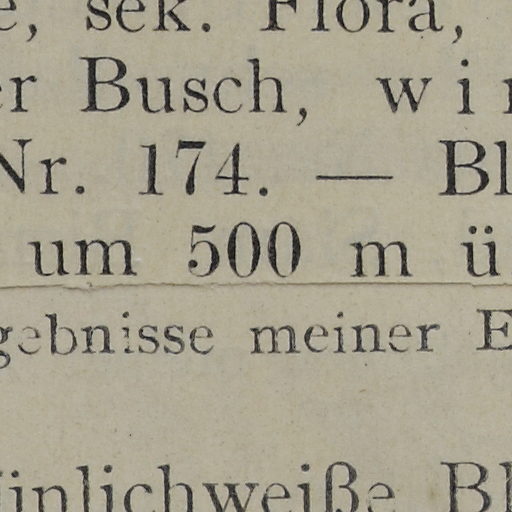 , sek. Flora,
er Busch, wi
Nr. 174. — Bl
um 500 m ü
gebnisse meiner E
ünlichweiße Bl